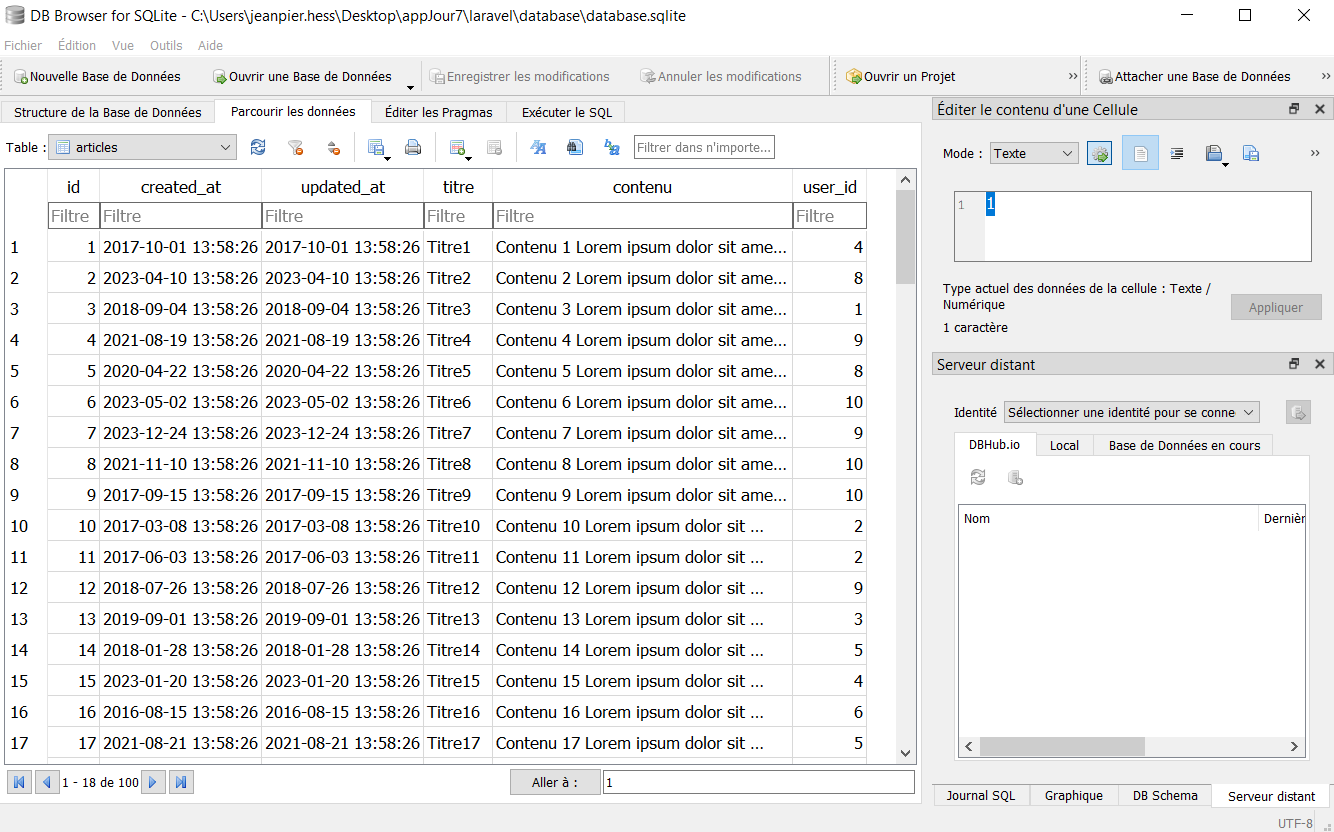 DB Browser for SQLite - C:\Users\jeanpier.hess\Desktop\appJour7\laravel\database\database.sqlite
Fichier Édition Vue Outils Aide
Nouvelle Base de Données Ouvrir une Base de Données Enregistrer les modifications Annuler les modifications Ouvrir un Projet » Attacher une Base de Données »
Structure de la Base de Données Parcourir les données Éditer les Pragmas Exécuter le SQL
Table : articles Filtrer dans n'importe...
id created_at updated_at titre contenu user_id
Filtre Filtre Filtre Filtre Filtre Filtre
1 1 2017-10-01 13:58:26 2017-10-01 13:58:26 Titre1 Contenu 1 Lorem ipsum dolor sit ame... 4
2 2 2023-04-10 13:58:26 2023-04-10 13:58:26 Titre2 Contenu 2 Lorem ipsum dolor sit ame... 8
3 3 2018-09-04 13:58:26 2018-09-04 13:58:26 Titre3 Contenu 3 Lorem ipsum dolor sit ame... 1
4 4 2021-08-19 13:58:26 2021-08-19 13:58:26 Titre4 Contenu 4 Lorem ipsum dolor sit ame... 9
5 5 2020-04-22 13:58:26 2020-04-22 13:58:26 Titre5 Contenu 5 Lorem ipsum dolor sit ame... 8
6 6 2023-05-02 13:58:26 2023-05-02 13:58:26 Titre6 Contenu 6 Lorem ipsum dolor sit ame... 10
7 7 2023-12-24 13:58:26 2023-12-24 13:58:26 Titre7 Contenu 7 Lorem ipsum dolor sit ame... 9
8 8 2021-11-10 13:58:26 2021-11-10 13:58:26 Titre8 Contenu 8 Lorem ipsum dolor sit ame... 10
9 9 2017-09-15 13:58:26 2017-09-15 13:58:26 Titre9 Contenu 9 Lorem ipsum dolor sit ame... 10
10 10 2017-03-08 13:58:26 2017-03-08 13:58:26 Titre10 Contenu 10 Lorem ipsum dolor sit ... 2
11 11 2017-06-03 13:58:26 2017-06-03 13:58:26 Titre11 Contenu 11 Lorem ipsum dolor sit ... 2
12 12 2018-07-26 13:58:26 2018-07-26 13:58:26 Titre12 Contenu 12 Lorem ipsum dolor sit ... 9
13 13 2019-09-01 13:58:26 2019-09-01 13:58:26 Titre13 Contenu 13 Lorem ipsum dolor sit ... 3
14 14 2018-01-28 13:58:26 2018-01-28 13:58:26 Titre14 Contenu 14 Lorem ipsum dolor sit ... 5
15 15 2023-01-20 13:58:26 2023-01-20 13:58:26 Titre15 Contenu 15 Lorem ipsum dolor sit ... 4
16 16 2016-08-15 13:58:26 2016-08-15 13:58:26 Titre16 Contenu 16 Lorem ipsum dolor sit ... 6
17 17 2021-08-21 13:58:26 2021-08-21 13:58:26 Titre17 Contenu 17 Lorem ipsum dolor sit ... 5
1 - 18 de 100 Aller à : 1
Éditer le contenu d'une Cellule
Mode : Texte »
1 1
Type actuel des données de la cellule : Texte /
Numérique
Appliquer
1 caractère
Serveur distant
Identité Sélectionner une identité pour se conne
DBHub.io Local Base de Données en cours
Nom Dernièr
Journal SQL Graphique DB Schema Serveur distant
UTF-8